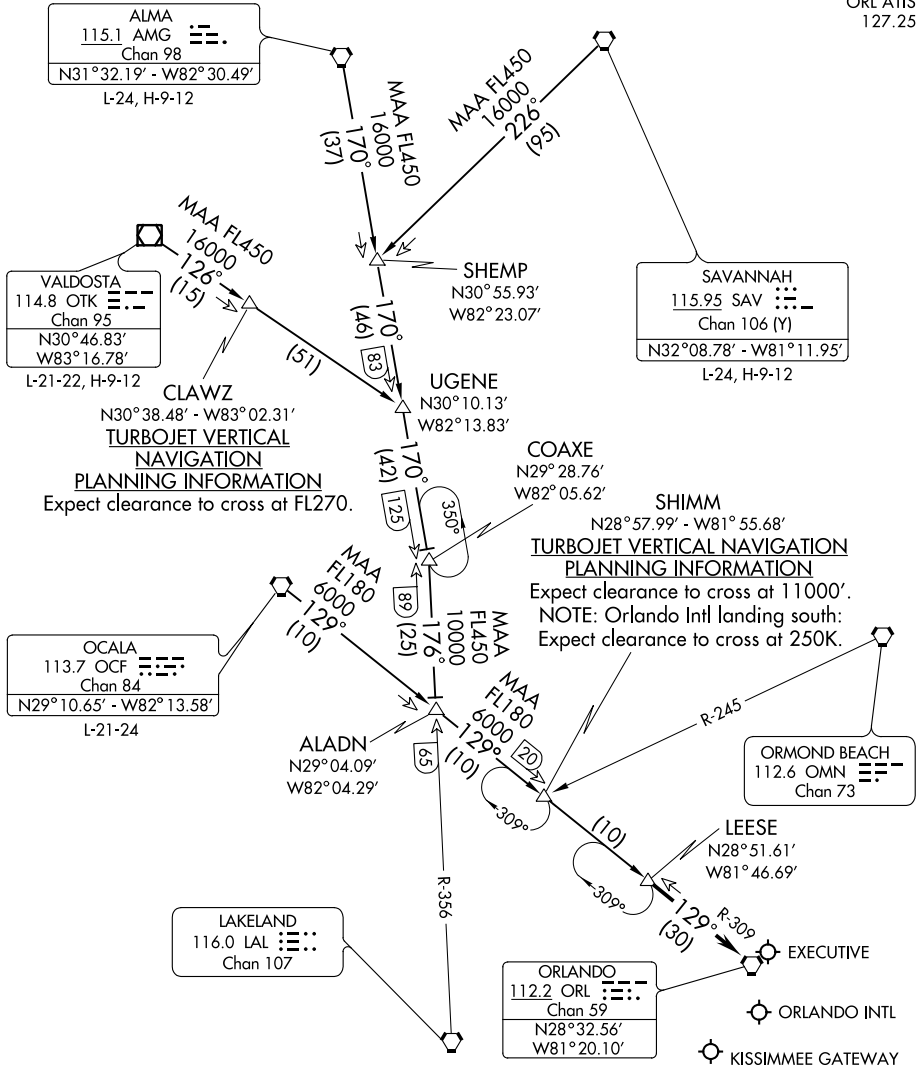 ORL ATIS
127.25
ALMA
115.1 AMG
Chan 98
N31°32.19' - W82°30.49'
L-24, H-9-12
MAA FL450
16000
170°
(37)
MAA FL450
16000
226°
(95)
MAA FL450
16000
126°
(15)
VALDOSTA
114.8 OTK
Chan 95
N30°46.83'
W83°16.78'
L-21-22, H-9-12
SHEMP
N30°55.93'
W82°23.07'
SAVANNAH
115.95 SAV
Chan 106 (Y)
N32°08.78' - W81°11.95'
L-24, H-9-12
170°
(46)
83
(51)
CLAWZ
N30°38.48' - W83°02.31'
TURBOJET VERTICAL
NAVIGATION
PLANNING INFORMATION
Expect clearance to cross at FL270.
UGENE
N30°10.13'
W82°13.83'
170°
(42)
125
350°
COAXE
N29°28.76'
W82°05.62'
SHIMM
N28°57.99' - W81°55.68'
TURBOJET VERTICAL NAVIGATION
PLANNING INFORMATION
Expect clearance to cross at 11000'.
NOTE: Orlando Intl landing south:
Expect clearance to cross at 250K.
MAA
FL180
6000
129°
(10)
89
MAA
FL450
10000
176°
(25)
OCALA
113.7 OCF
Chan 84
N29°10.65' - W82°13.58'
L-21-24
ALADN
N29°04.09'
W82°04.29'
65
MAA
FL180
6000
129°
(10)
20
R-245
ORMOND BEACH
112.6 OMN
Chan 73
309°
(10)
LEESE
N28°51.61'
W81°46.69'
309°
R-356
129°
(30)
R-309
LAKELAND
116.0 LAL
Chan 107
ORLANDO
112.2 ORL
Chan 59
N28°32.56'
W81°20.10'
EXECUTIVE
ORLANDO INTL
KISSIMMEE GATEWAY